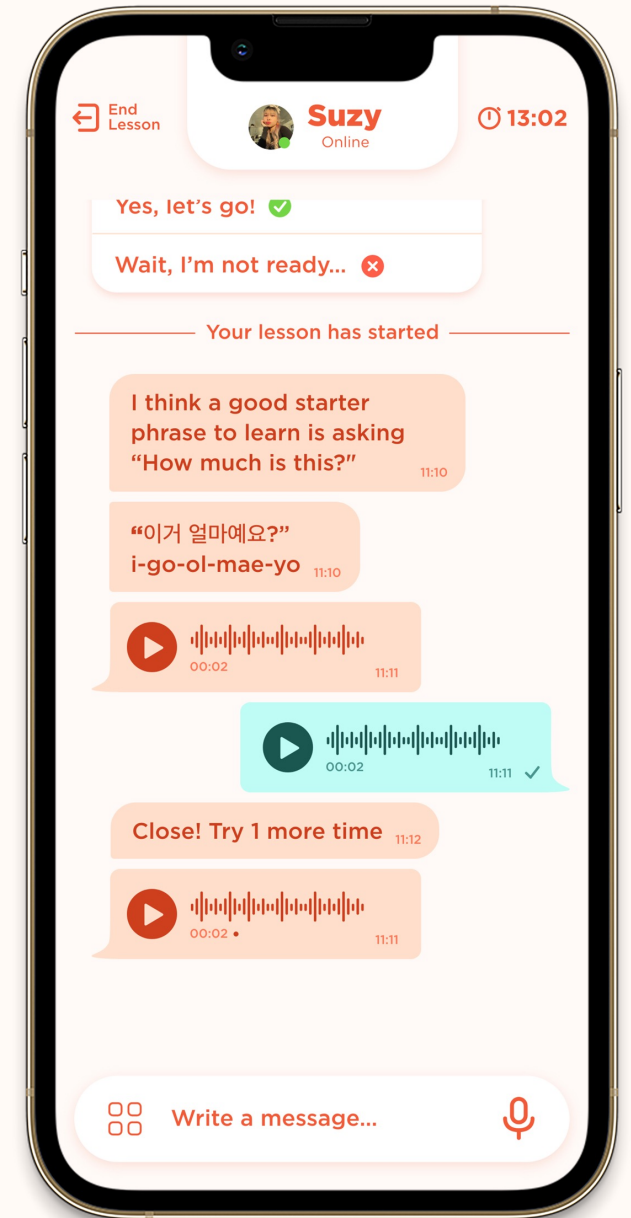 End
Lesson
Suzy
Online
13:02
Yes, let's go!
Wait, I'm not ready...
Your lesson has started
I think a good starter
phrase to learn is asking
“How much is this?"
11:10
“이거 얼마예요?”
i-go-ol-mae-yo
11:10
00:02
11:11
00:02
11:11
Close! Try 1 more time
11:12
00:02
11:11
Write a message...